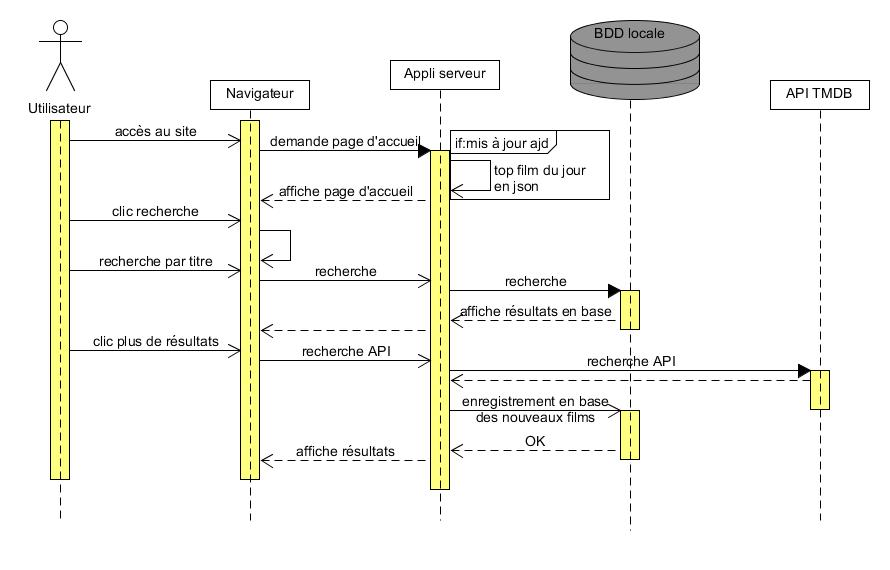 BDD locale
Appli serveur
Navigateur
API TMDB
Utilisateur
accès au site
demande page d'accueil
if:mis à jour ajd
top film du jour
en json
affiche page d'accueil
clic recherche
recherche par titre
recherche
recherche
affiche résultats en base
clic plus de résultats
recherche API
recherche API
enregistrement en base
des nouveaux films
OK
affiche résultats